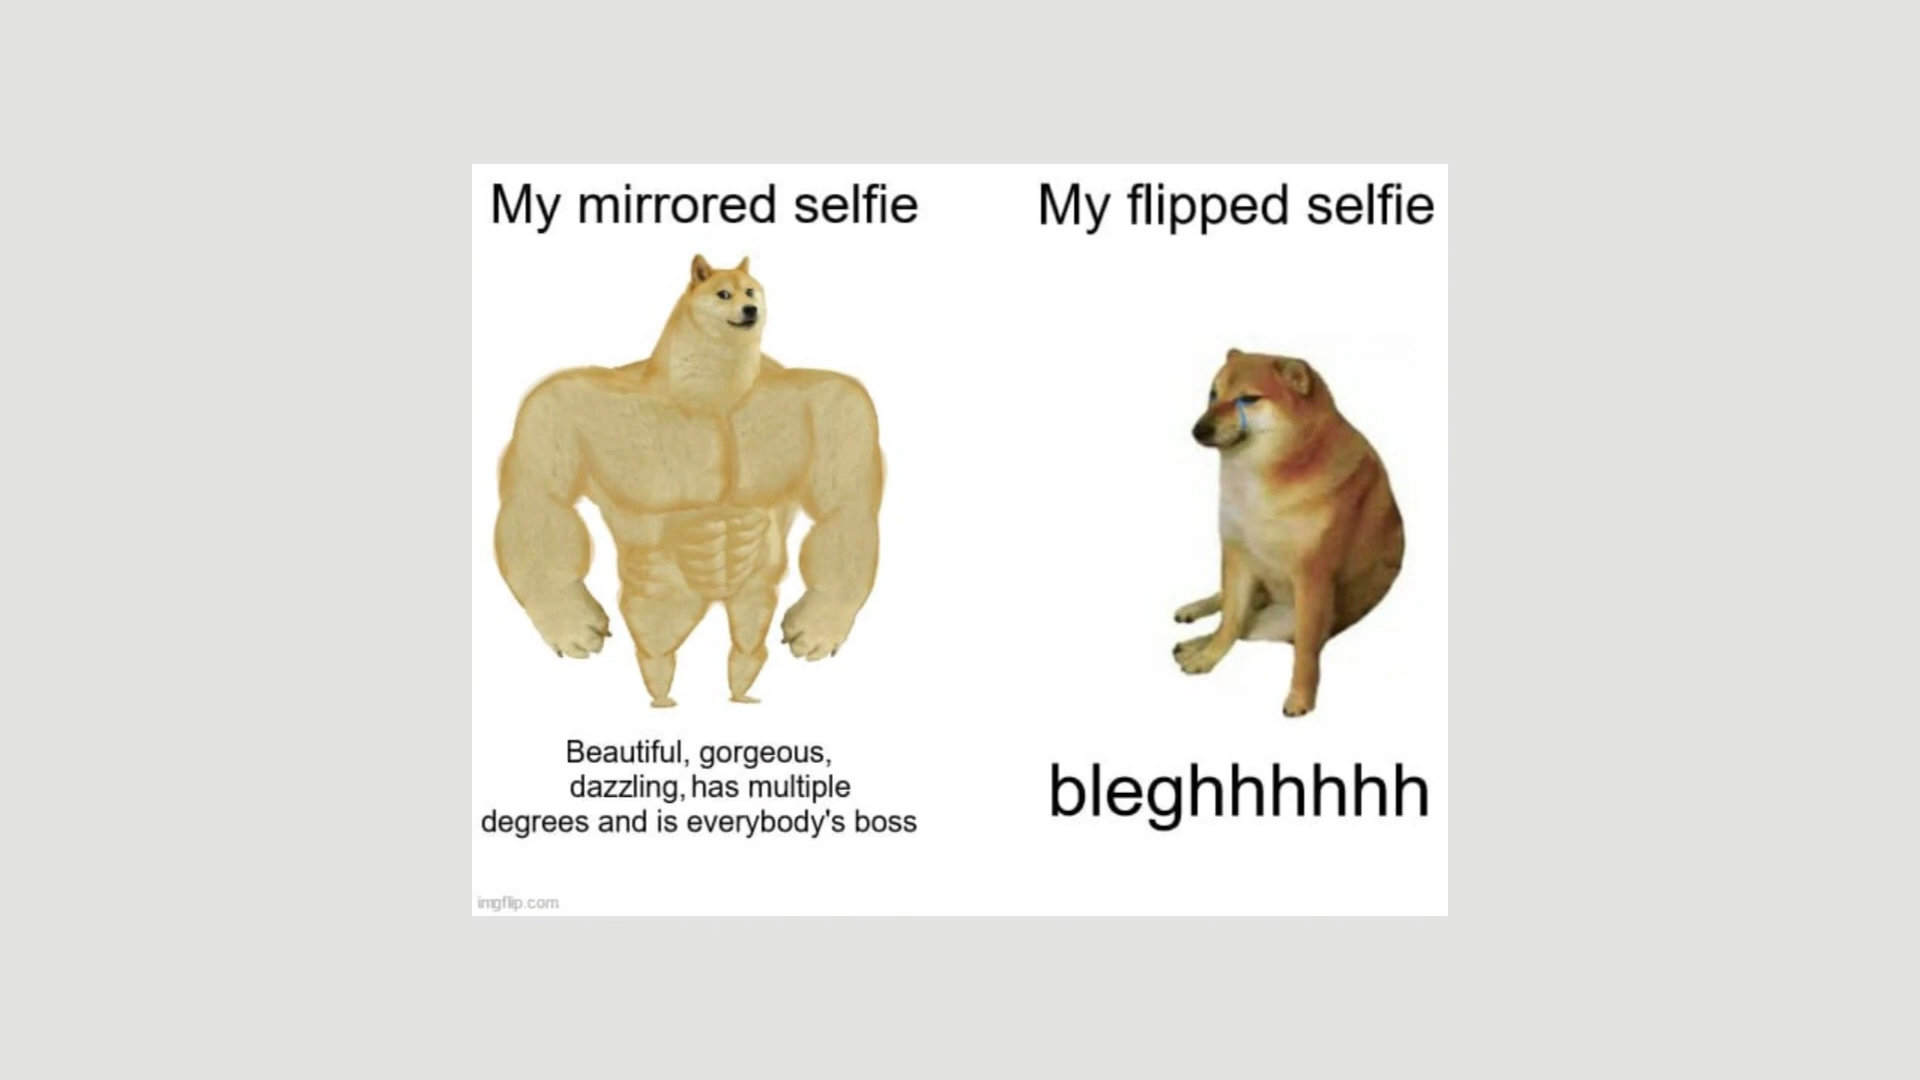 My mirrored selfie
My flipped selfie
Beautiful, gorgeous,
dazzling, has multiple
degrees and is everybody's boss
bleghhhhhh
imgflip.com